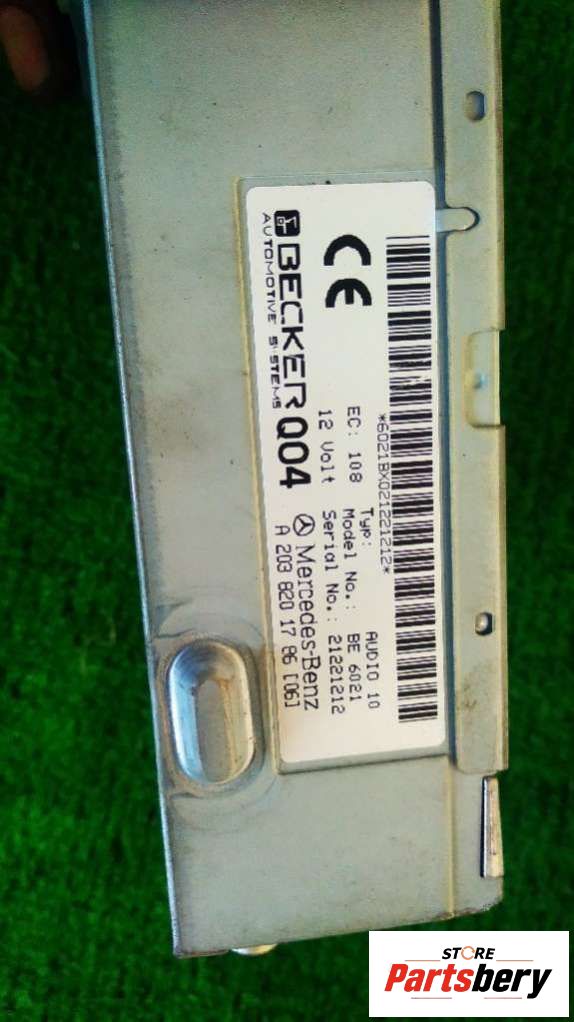 *6021BX021221212*
CE
Typ: AUDIO 10
EC: 108 Model No.: BE 6021
12 Volt Serial No.: 21221212
BECKER Q04 Mercedes-Benz
AUTOMOTIVE SYSTEMS A 203 820 17 86 [06]
STORE
Partsbery